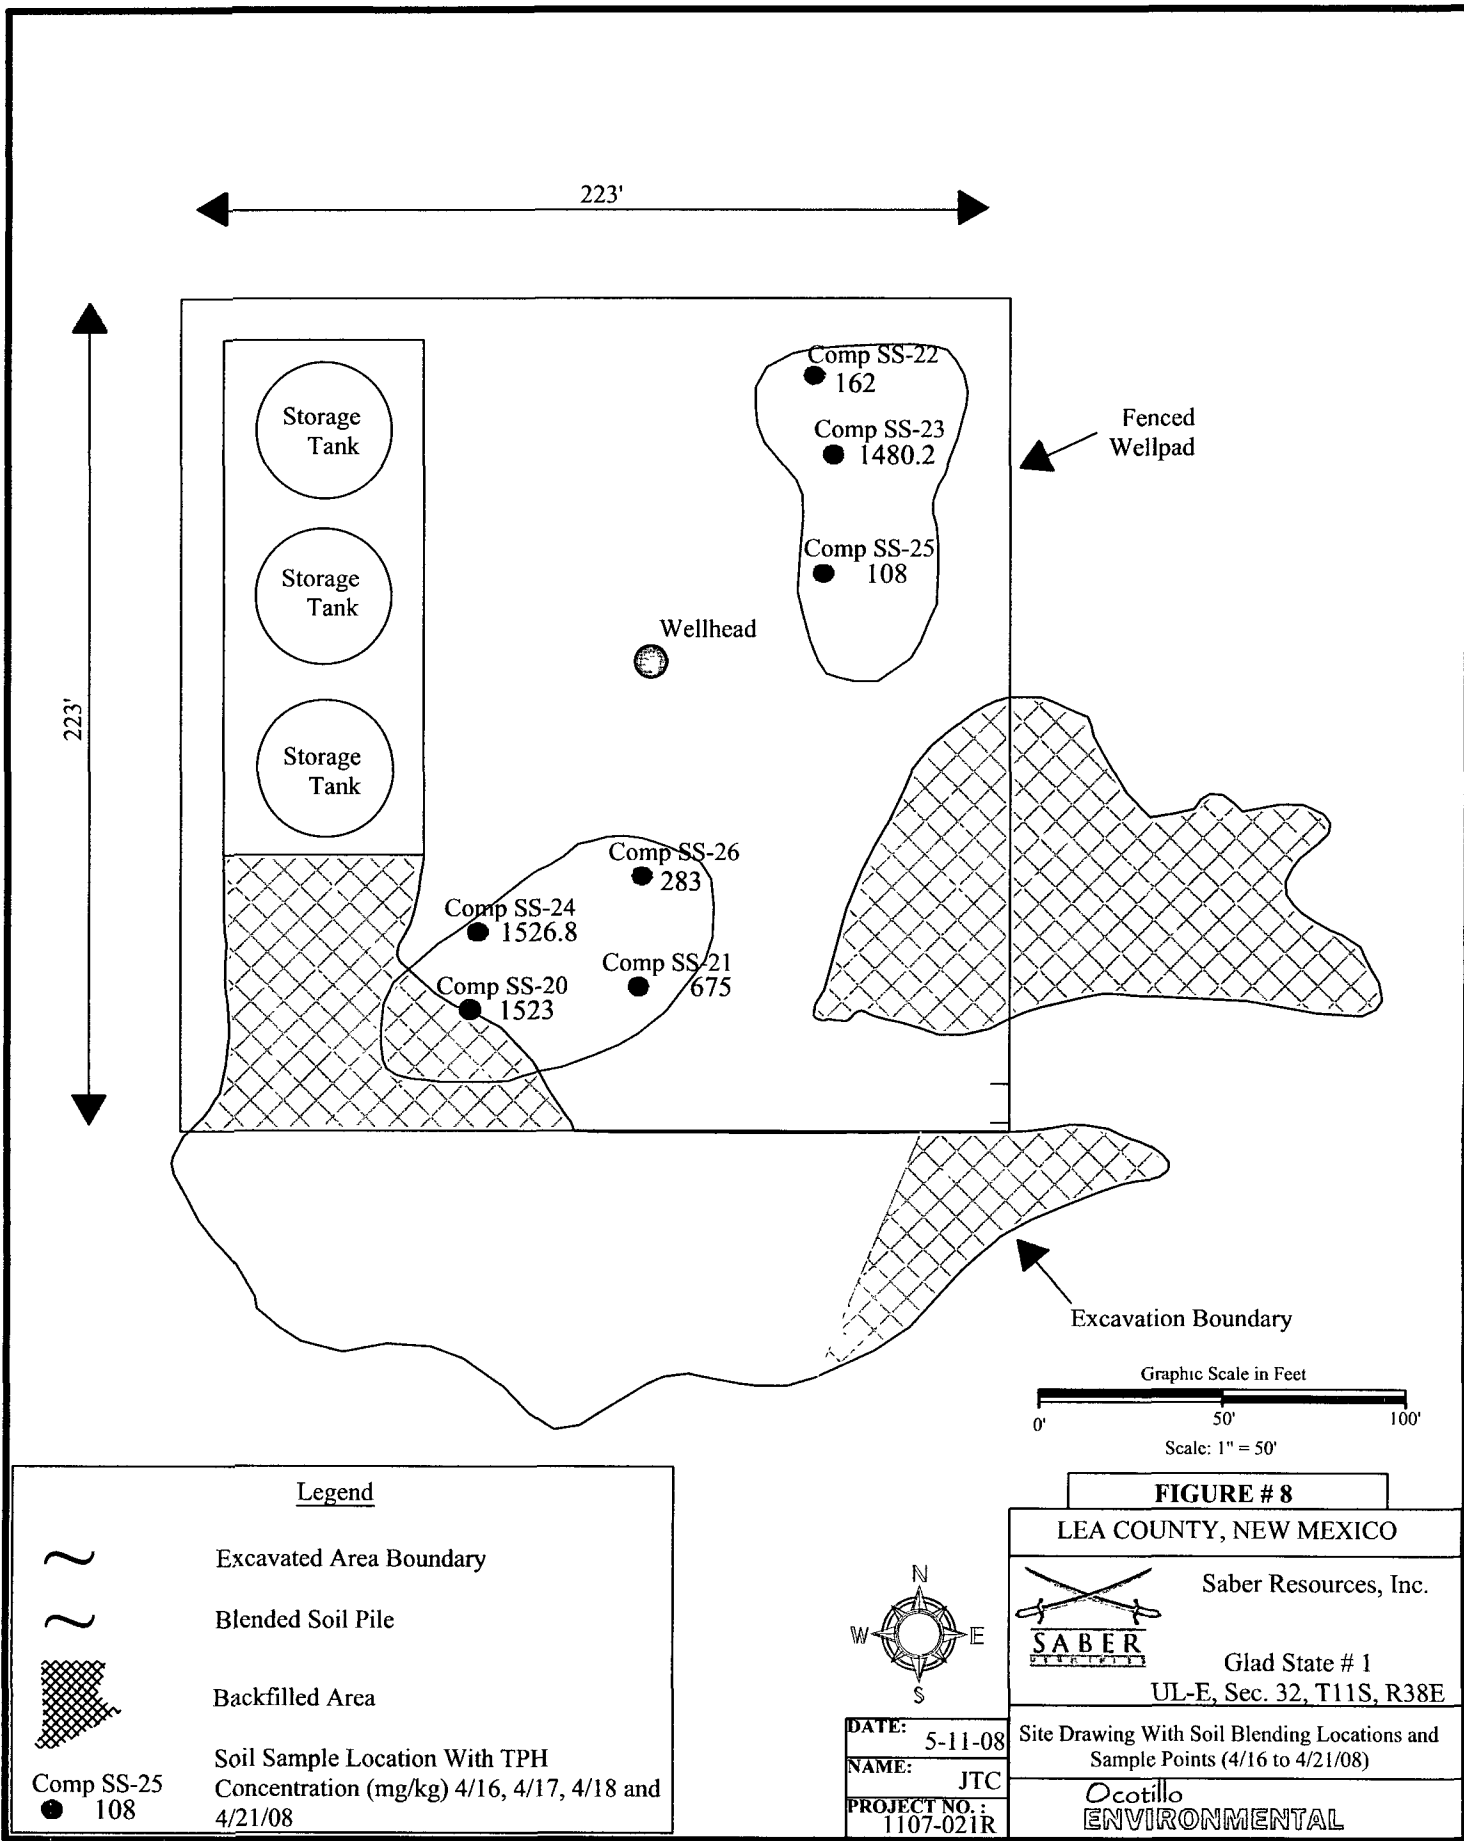 223'
Comp SS-22
162
Comp SS-23
1480.2
Comp SS-25
108
Storage
Tank
Storage
Tank
Storage
Tank
Fenced
Wellpad
Wellhead
223'
Comp SS-26
283
Comp SS-24
1526.8
Comp SS-21
675
Comp SS-20
1523
Excavation Boundary
Graphic Scale in Feet
0'
50'
100'
Scale: 1" = 50'
Legend
Excavated Area Boundary
Blended Soil Pile
Backfilled Area
Comp SS-25
108
Soil Sample Location With TPH
Concentration (mg/kg) 4/16, 4/17, 4/18 and
4/21/08
N
W
E
S
FIGURE # 8
LEA COUNTY, NEW MEXICO
Saber Resources, Inc.
SABER
Glad State # 1
UL-E, Sec. 32, T11S, R38E
DATE: 5-11-08
NAME: JTC
PROJECT NO. : 1107-021R
Site Drawing With Soil Blending Locations and
Sample Points (4/16 to 4/21/08)
Ocotillo
ENVIRONMENTAL